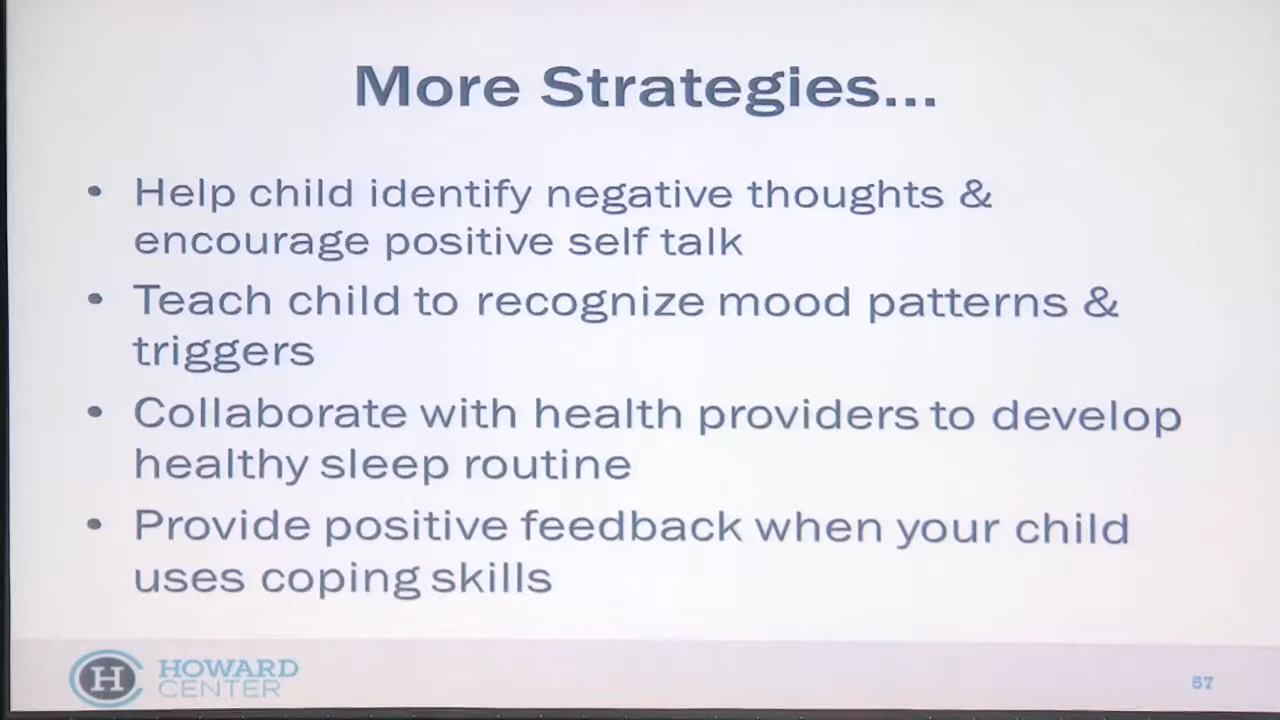 More Strategies...
• Help child identify negative thoughts &
encourage positive self talk
• Teach child to recognize mood patterns &
triggers
• Collaborate with health providers to develop
healthy sleep routine
• Provide positive feedback when your child
uses coping skills
H
HOWARD
CENTER
57